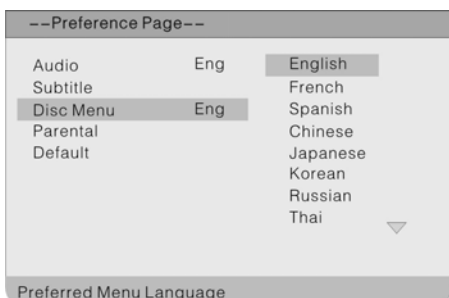 --Preference Page--
Audio Eng
Subtitle
Disc Menu Eng
Parental
Default
English
French
Spanish
Chinese
Japanese
Korean
Russian
Thai
Preferred Menu Language